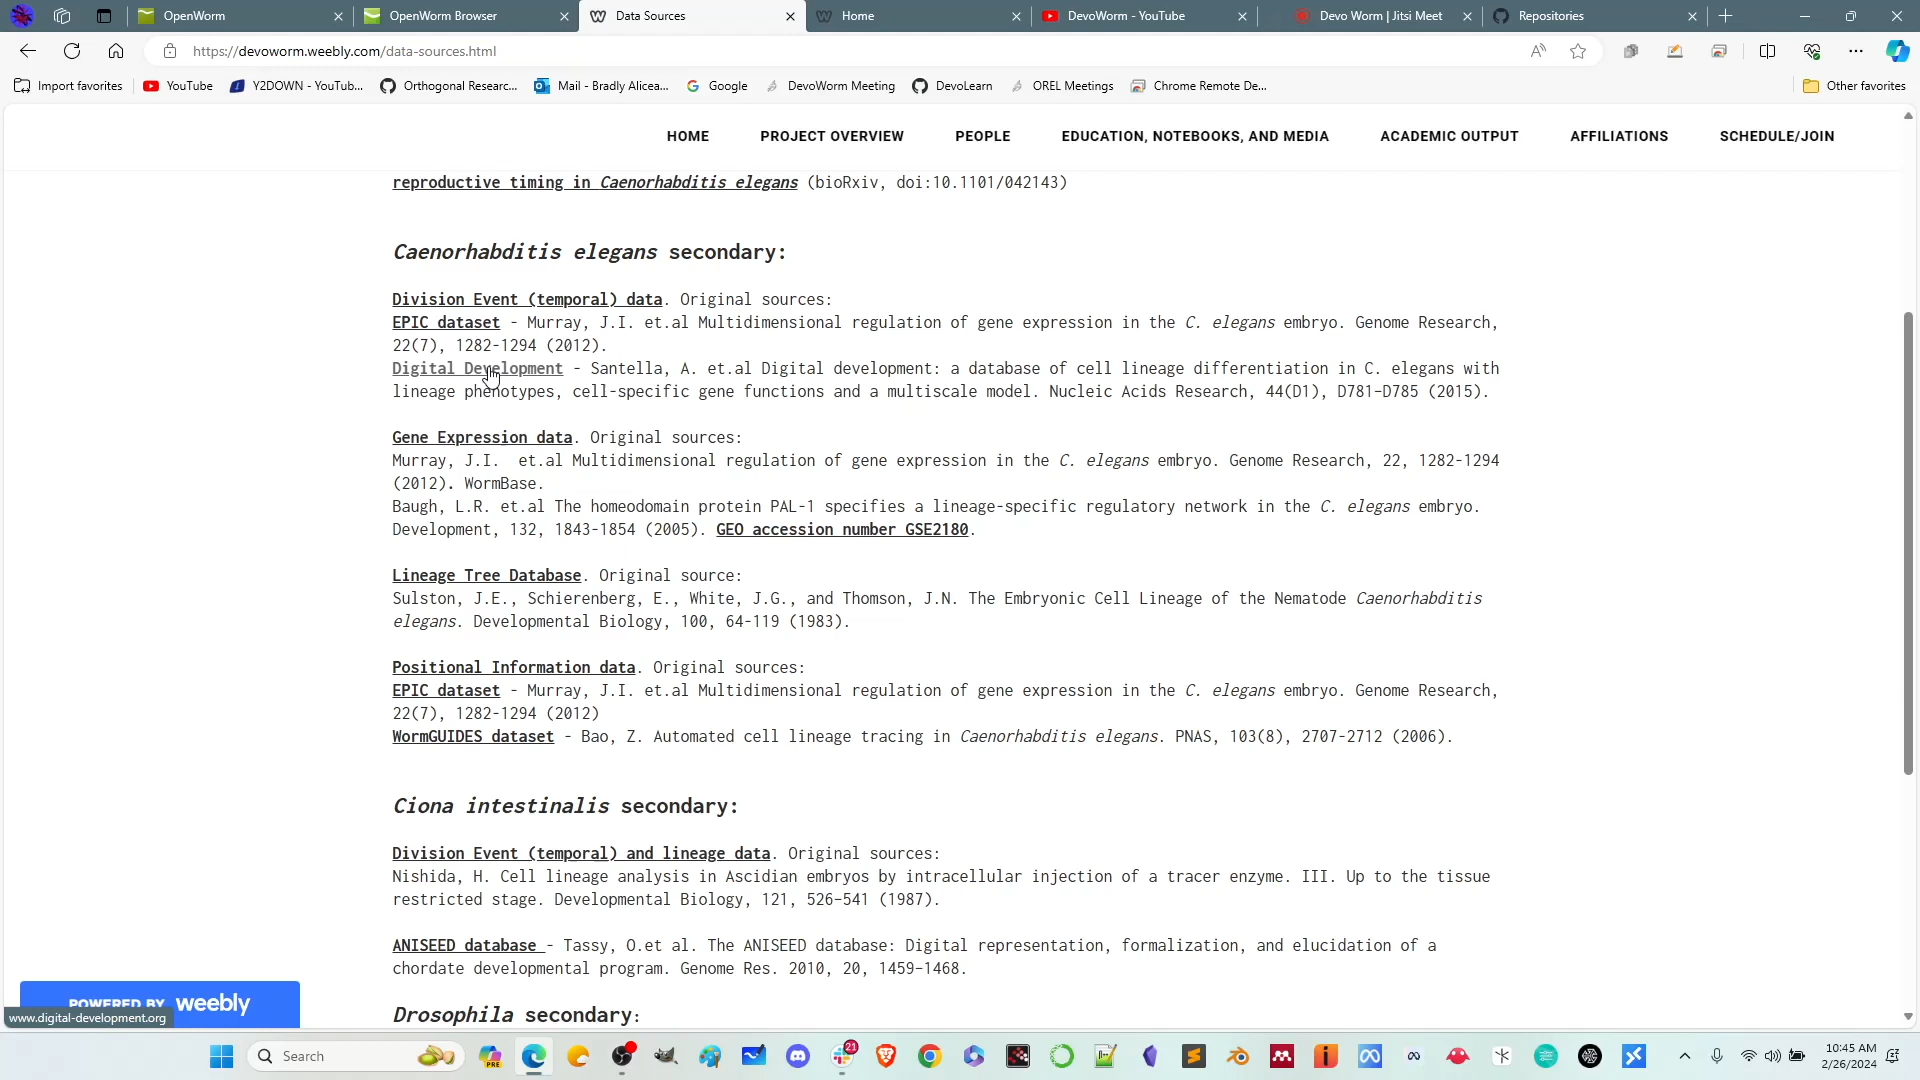 OpenWorm
OpenWorm Browser
Data Sources
Home
DevoWorm - YouTube
Devo Worm | Jitsi Meet
Repositories
https://devoworm.weebly.com/data-sources.html
Import favorites
YouTube
Y2DOWN - YouTub...
Orthogonal Researc...
Mail - Bradly Alicea...
Google
DevoWorm Meeting
DevoLearn
OREL Meetings
Chrome Remote De...
Other favorites
HOME
PROJECT OVERVIEW
PEOPLE
EDUCATION, NOTEBOOKS, AND MEDIA
ACADEMIC OUTPUT
AFFILIATIONS
SCHEDULE/JOIN
reproductive timing in Caenorhabditis elegans (bioRxiv, doi:10.1101/042143)
Caenorhabditis elegans secondary:
Division Event (temporal) data. Original sources:
EPIC dataset - Murray, J.I. et.al Multidimensional regulation of gene expression in the C. elegans embryo. Genome Research,
22(7), 1282-1294 (2012).
Digital Development - Santella, A. et.al Digital development: a database of cell lineage differentiation in C. elegans with
lineage phenotypes, cell-specific gene functions and a multiscale model. Nucleic Acids Research, 44(D1), D781–D785 (2015).
Gene Expression data. Original sources:
Murray, J.I.  et.al Multidimensional regulation of gene expression in the C. elegans embryo. Genome Research, 22, 1282-1294
(2012). WormBase.
Baugh, L.R. et.al The homeodomain protein PAL-1 specifies a lineage-specific regulatory network in the C. elegans embryo.
Development, 132, 1843-1854 (2005). GEO accession number GSE2180.
Lineage Tree Database. Original source:
Sulston, J.E., Schierenberg, E., White, J.G., and Thomson, J.N. The Embryonic Cell Lineage of the Nematode Caenorhabditis
elegans. Developmental Biology, 100, 64-119 (1983).
Positional Information data. Original sources:
EPIC dataset - Murray, J.I. et.al Multidimensional regulation of gene expression in the C. elegans embryo. Genome Research,
22(7), 1282-1294 (2012)
WormGUIDES dataset - Bao, Z. Automated cell lineage tracing in Caenorhabditis elegans. PNAS, 103(8), 2707-2712 (2006).
Ciona intestinalis secondary:
Division Event (temporal) and lineage data. Original sources:
Nishida, H. Cell lineage analysis in Ascidian embryos by intracellular injection of a tracer enzyme. III. Up to the tissue
restricted stage. Developmental Biology, 121, 526–541 (1987).
ANISEED database - Tassy, O.et al. The ANISEED database: Digital representation, formalization, and elucidation of a
chordate developmental program. Genome Res. 2010, 20, 1459-1468.
Drosophila secondary:
POWERED BY weebly
www.digital-development.org
Search
PRE
21
10:45 AM
2/26/2024